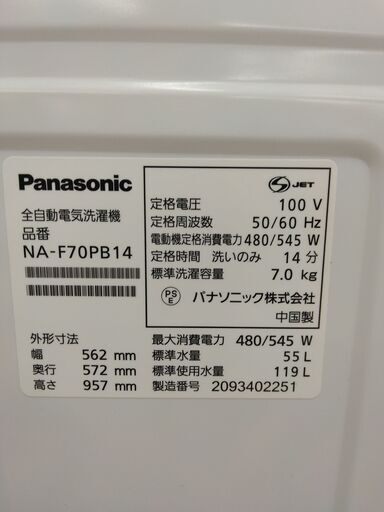 Panasonic
全自動電気洗濯機
品番
NA-F70PB14
外形寸法
幅 562 mm
奥行 572 mm
高さ 957 mm
S JET
定格電圧 100 V
定格周波数 50/60 Hz
電動機定格消費電力 480/545 W
定格時間 洗いのみ 14 分
標準洗濯容量 7.0 kg
PS E パナソニック株式会社
中国製
最大消費電力 480/545 W
標準水量 55 L
標準使用水量 119 L
製造番号 2093402251